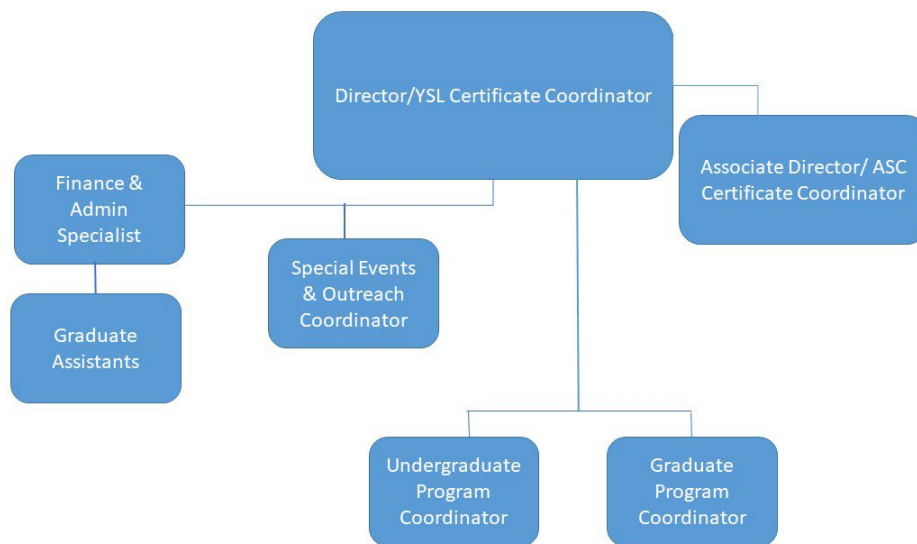 Director/YSL Certificate Coordinator
Associate Director/ ASC
Certificate Coordinator
Finance &
Admin
Specialist
Special Events
& Outreach
Coordinator
Graduate
Assistants
Undergraduate
Program
Coordinator
Graduate
Program
Coordinator